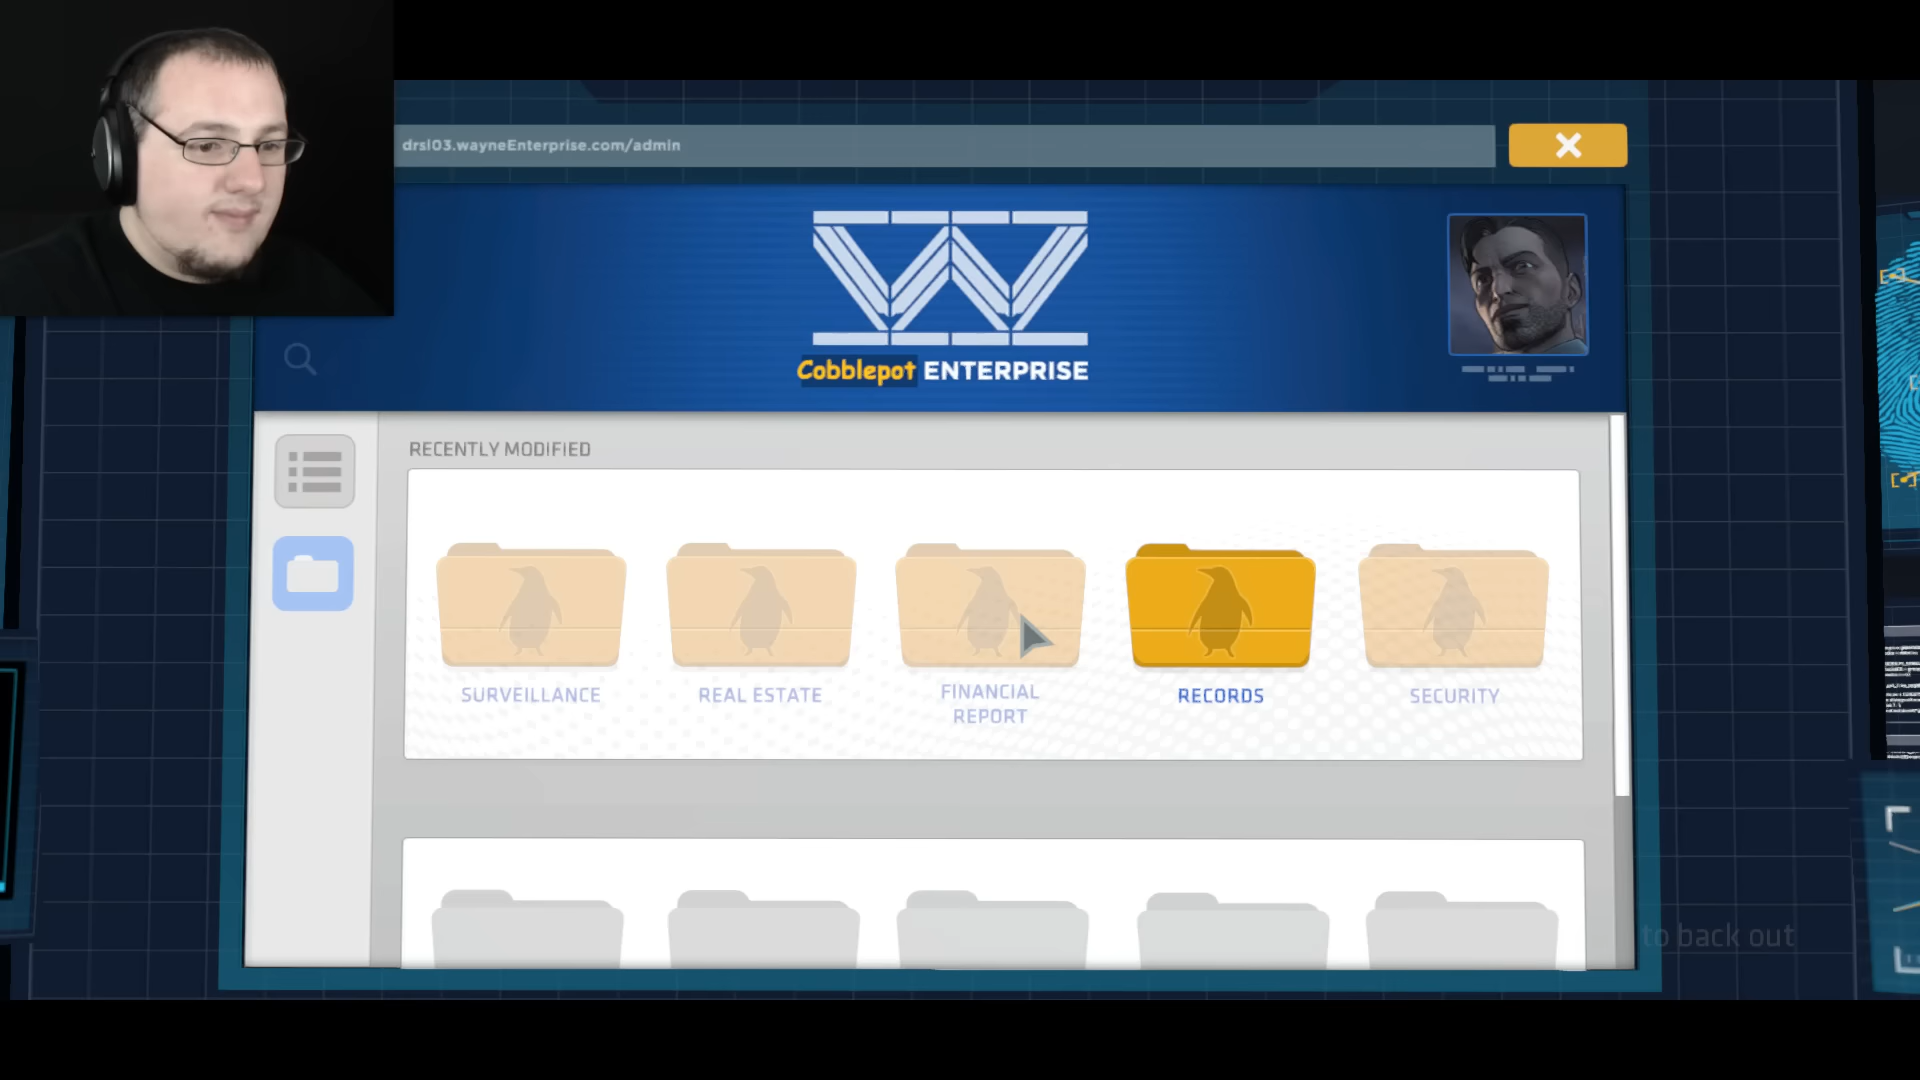 drsl03.wayneEnterprise.com/admin
Cobblepot ENTERPRISE
RECENTLY MODIFIED
SURVEILLANCE
REAL ESTATE
FINANCIAL
REPORT
RECORDS
SECURITY
to back out